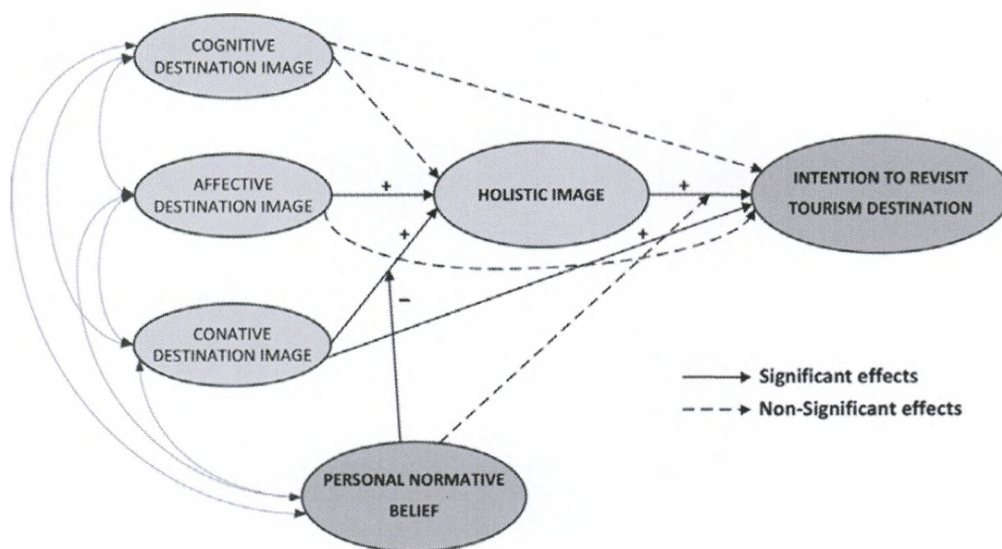 COGNITIVE
DESTINATION IMAGE
AFFECTIVE
DESTINATION IMAGE
+
HOLISTIC IMAGE
+
INTENTION TO REVISIT
TOURISM DESTINATION
+
+
CONATIVE
DESTINATION IMAGE
–
Significant effects
Non-Significant effects
PERSONAL NORMATIVE
BELIEF